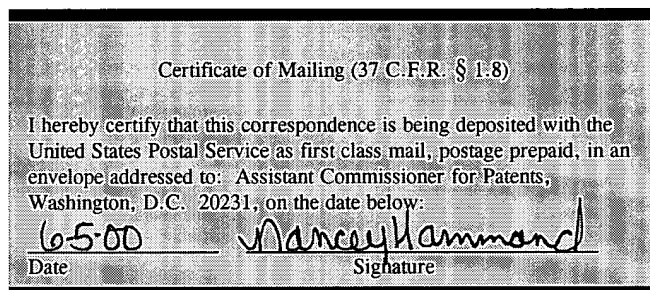 Certificate of Mailing (37 C.F.R. § 1.8)
I hereby certify that this correspondence is being deposited with the
United States Postal Service as first class mail, postage prepaid, in an
envelope addressed to: Assistant Commissioner for Patents,
Washington, D.C. 20231, on the date below:
6-5-00 Nancy Hammond
Date Signature